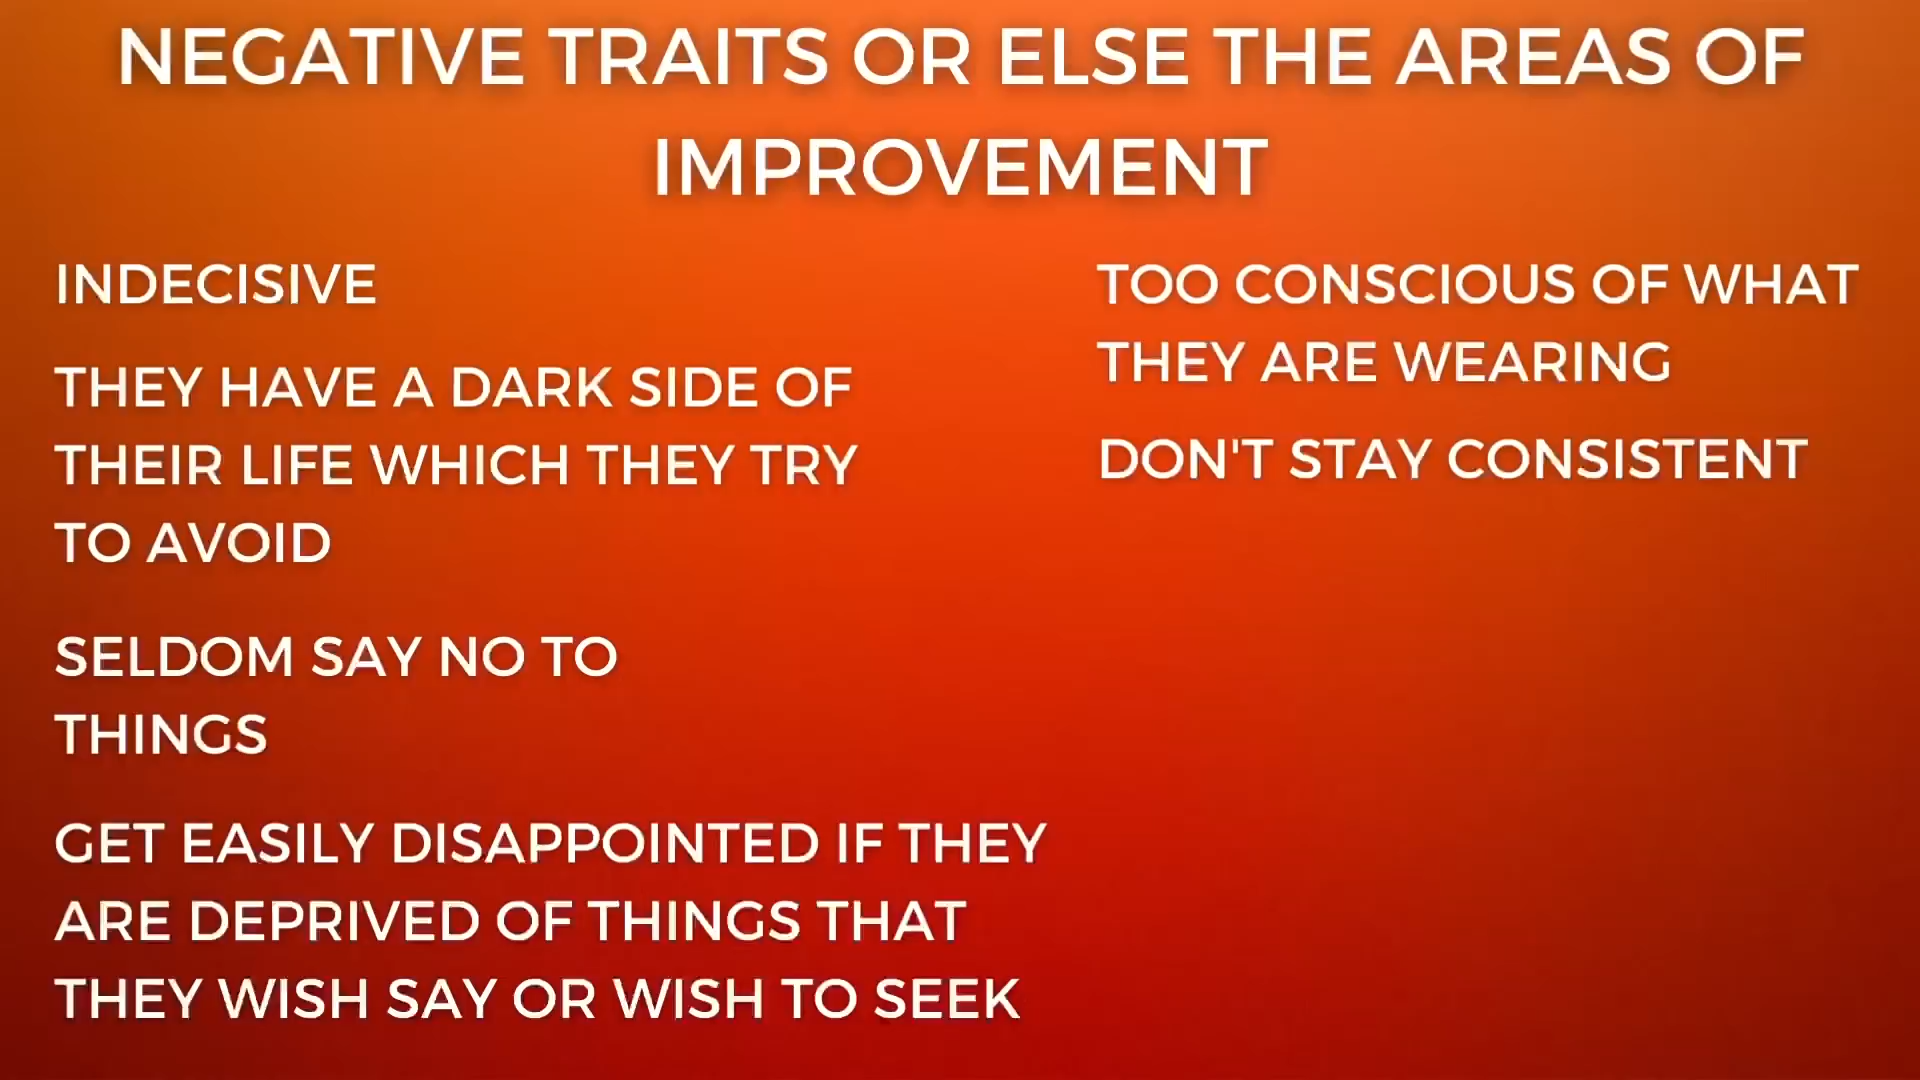 NEGATIVE TRAITS OR ELSE THE AREAS OF
IMPROVEMENT
INDECISIVE
THEY HAVE A DARK SIDE OF
THEIR LIFE WHICH THEY TRY
TO AVOID
SELDOM SAY NO TO
THINGS
GET EASILY DISAPPOINTED IF THEY
ARE DEPRIVED OF THINGS THAT
THEY WISH SAY OR WISH TO SEEK
TOO CONSCIOUS OF WHAT
THEY ARE WEARING
DON'T STAY CONSISTENT